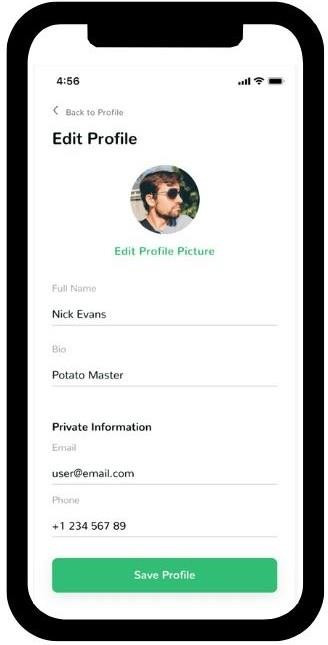 4:56
Back to Profile
Edit Profile
Edit Profile Picture
Full Name
Nick Evans
Bio
Potato Master
Private Information
Email
user@email.com
Phone
+1 234 567 89
Save Profile